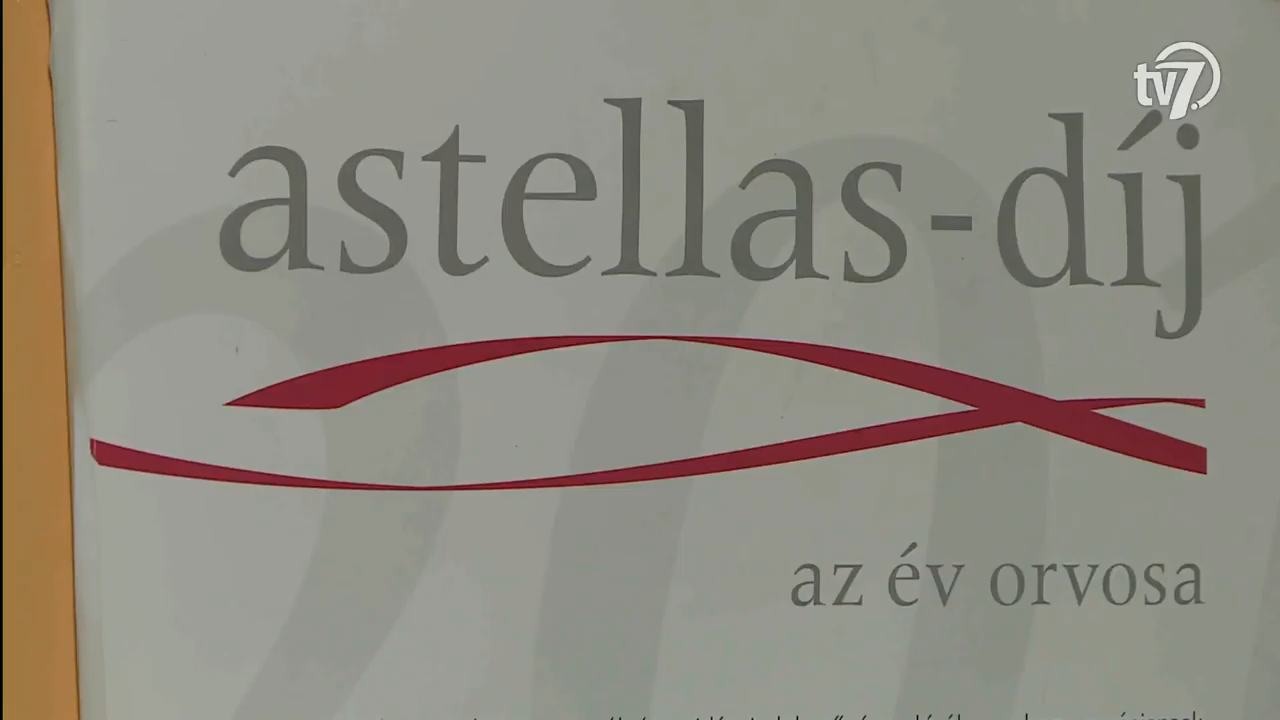 tv7.
astellas-díj
az év orvosa